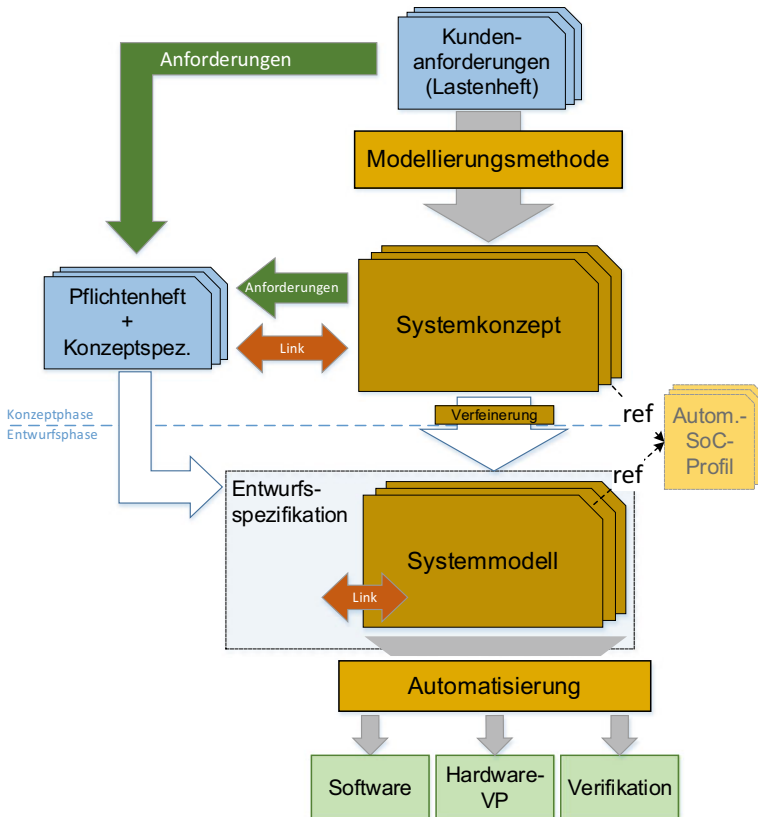 Kunden-
anforderungen
(Lastenheft)
Anforderungen
Modellierungsmethode
Pflichtenheft
+
Konzeptspez.
Anforderungen
Link
Systemkonzept
Verfeinerung
Konzeptphase
Entwurfsphase
ref
ref
Autom.-
SoC-
Profil
Entwurfs-
spezifikation
Systemmodell
Link
Automatisierung
Software
Hardware-
VP
Verifikation